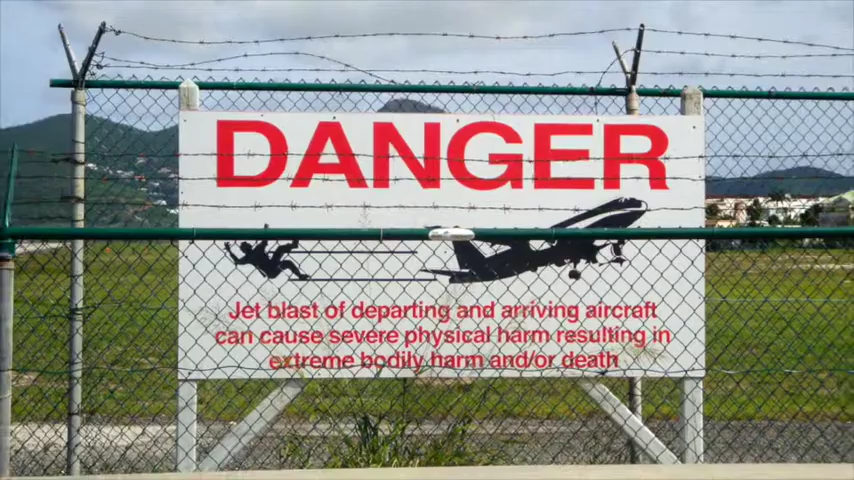 DANGER
Jet blast of departing and arriving aircraft
can cause severe physical harm resulting in
extreme bodily harm and/or death